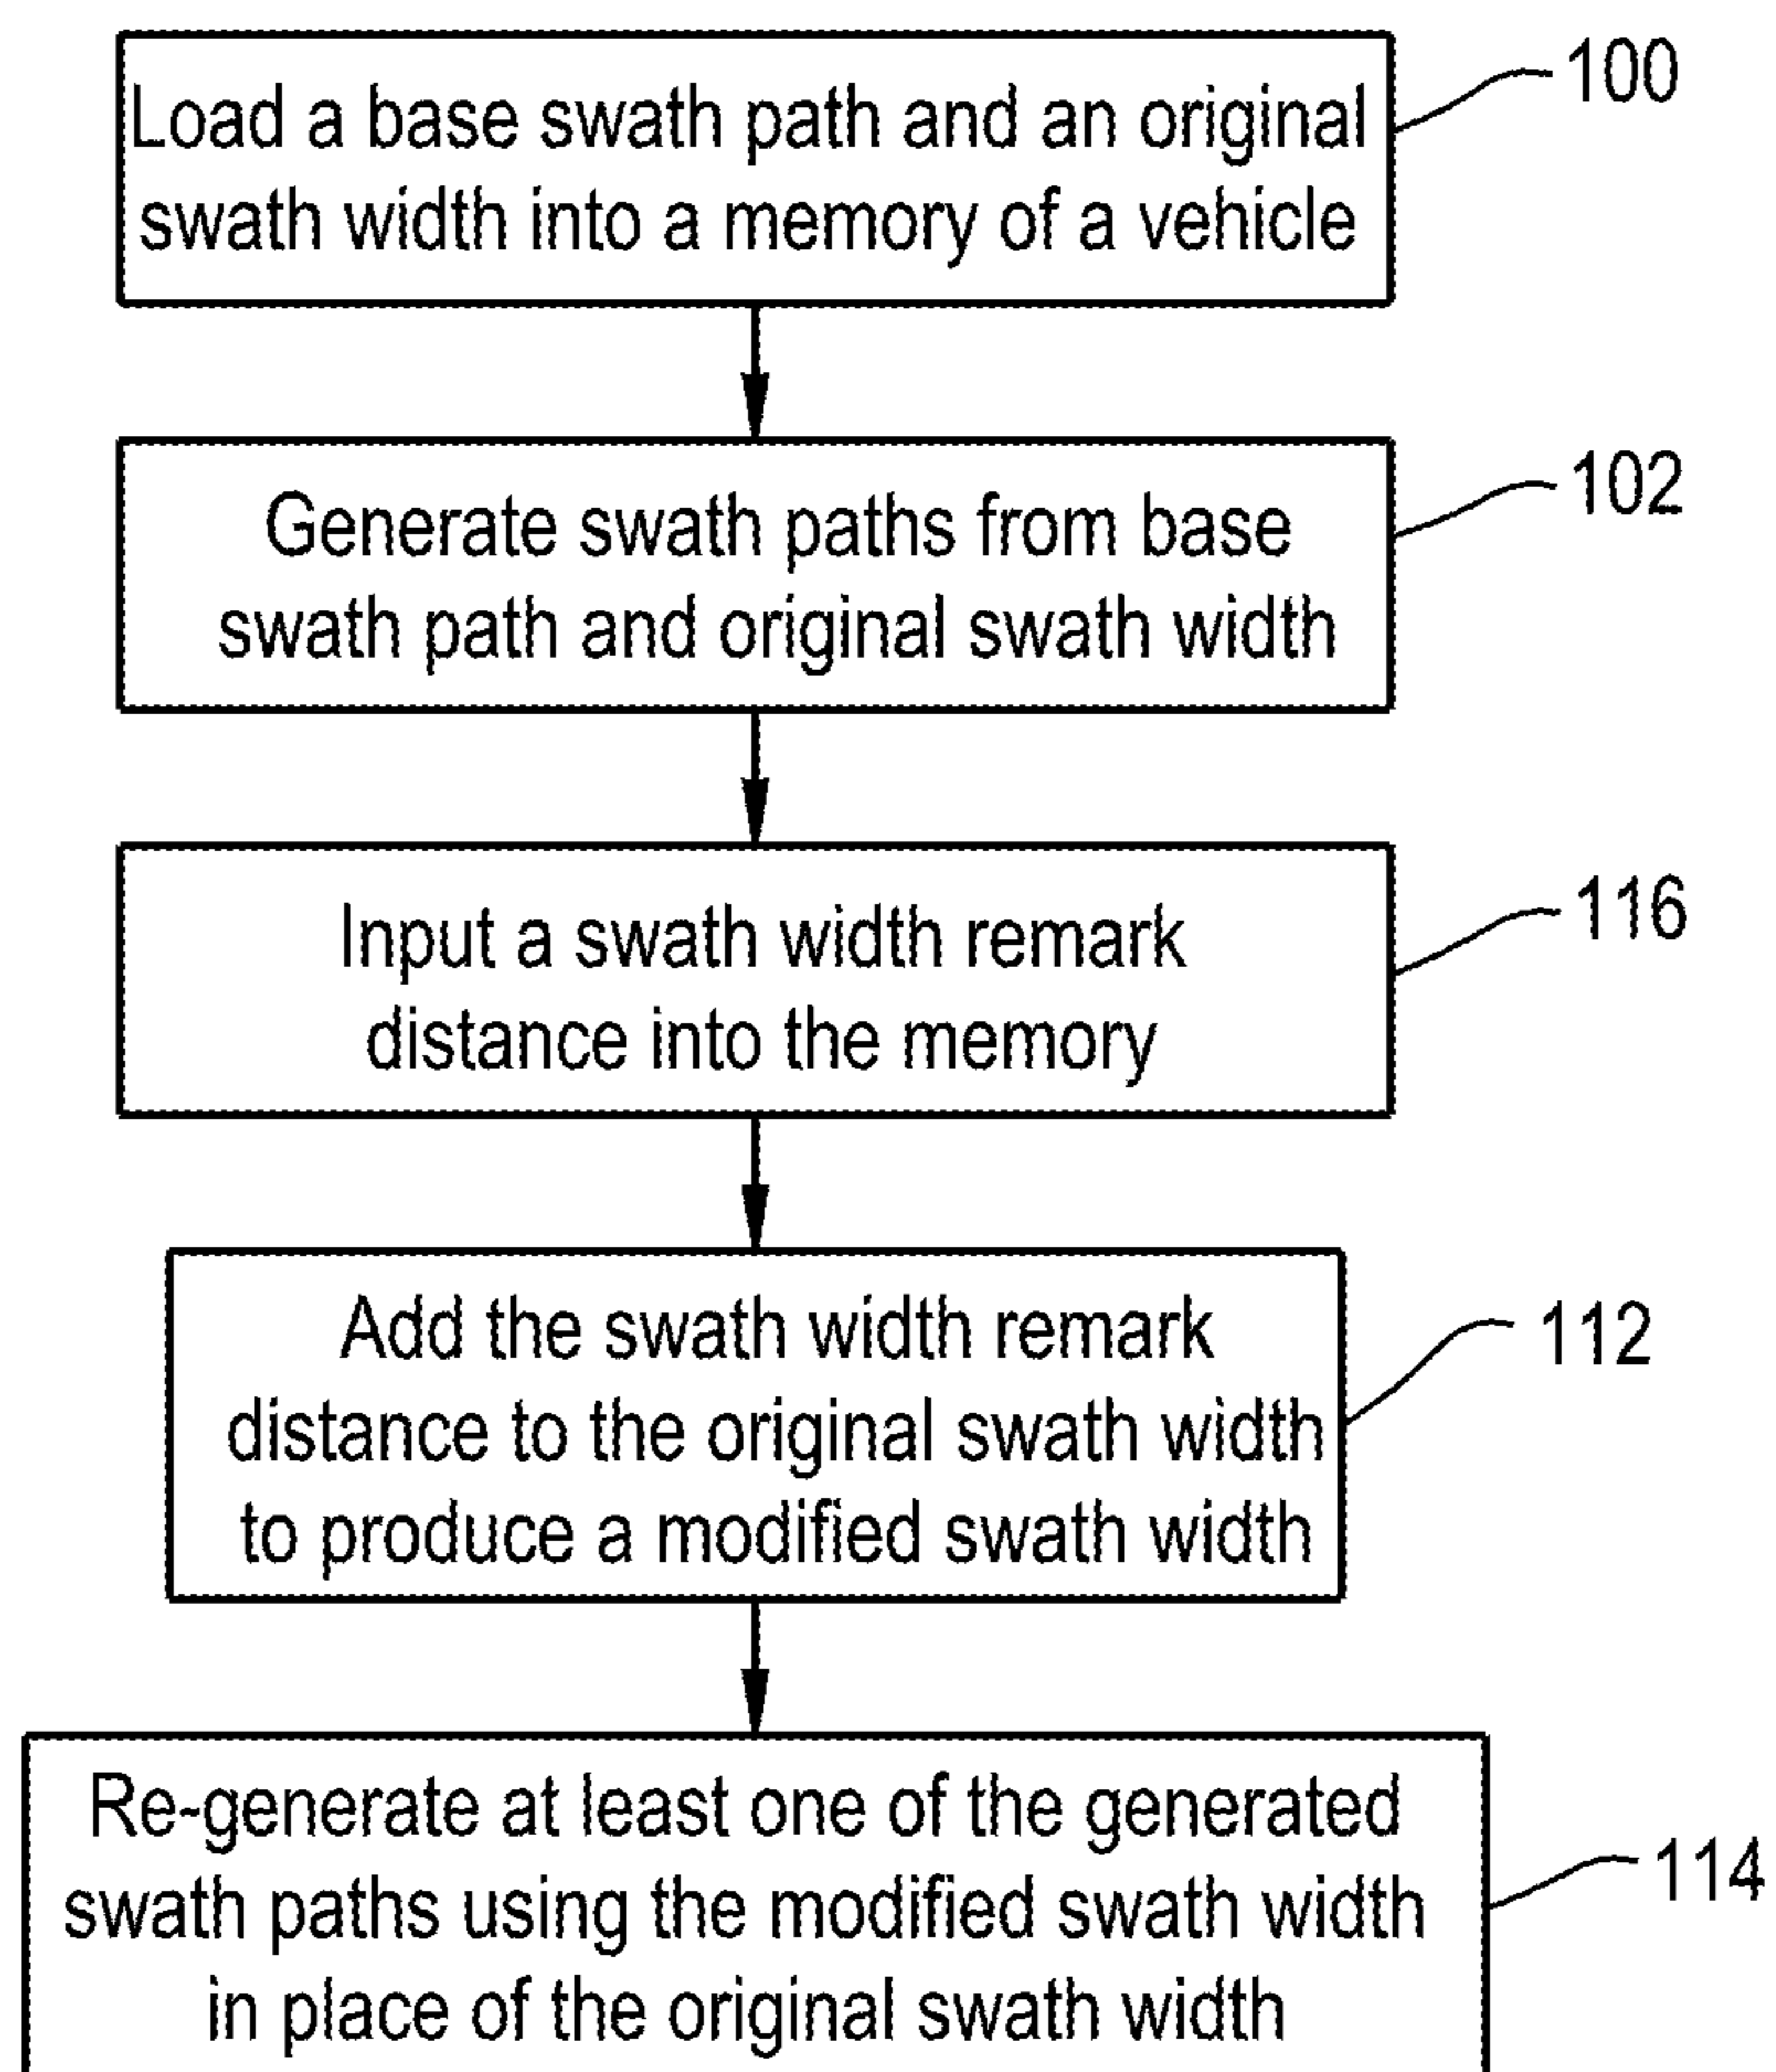 Load a base swath path and an original
swath width into a memory of a vehicle
100
Generate swath paths from base
swath path and original swath width
102
Input a swath width remark
distance into the memory
116
Add the swath width remark
distance to the original swath width
to produce a modified swath width
112
Re-generate at least one of the generated
swath paths using the modified swath width
in place of the original swath width
114